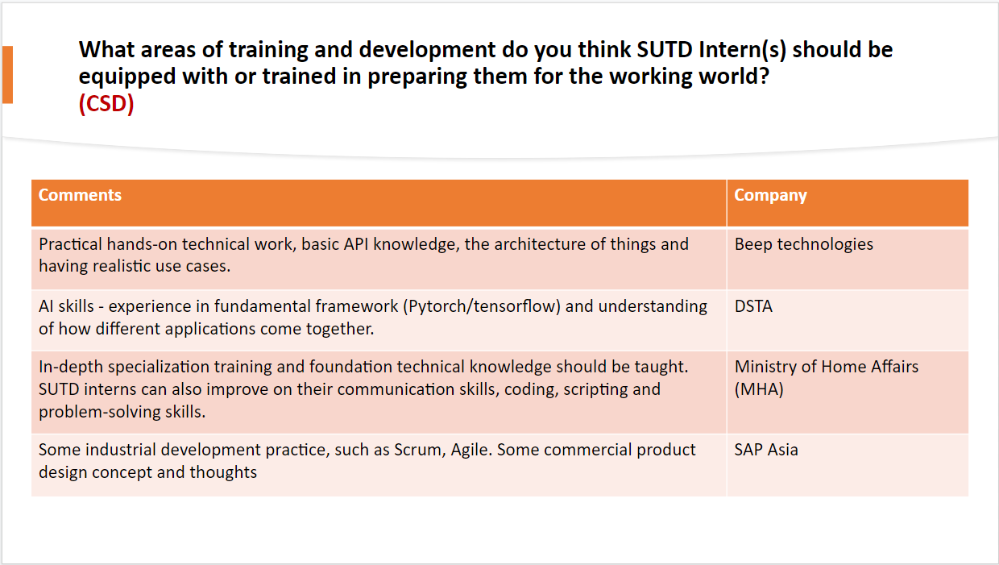 What areas of training and development do you think SUTD Intern(s) should be
equipped with or trained in preparing them for the working world?
(CSD)
Comments
Company
Practical hands-on technical work, basic API knowledge, the architecture of things and
having realistic use cases.
Beep technologies
AI skills - experience in fundamental framework (Pytorch/tensorflow) and understanding
of how different applications come together.
DSTA
In-depth specialization training and foundation technical knowledge should be taught.
SUTD interns can also improve on their communication skills, coding, scripting and
problem-solving skills.
Ministry of Home Affairs
(MHA)
Some industrial development practice, such as Scrum, Agile. Some commercial product
design concept and thoughts
SAP Asia